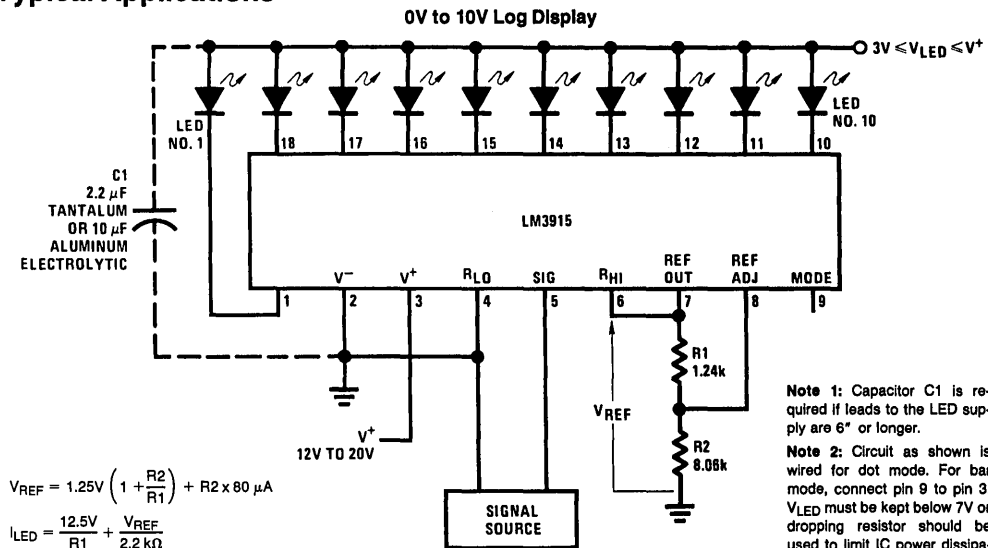 Typical Applications
0V to 10V Log Display
3V ≤ V_LED ≤ V+
LED
NO. 1
LED
NO. 10
18
17
16
15
14
13
12
11
10
C1
2.2 μF
TANTALUM
OR 10 μF
ALUMINUM
ELECTROLYTIC
LM3915
V−
V+
RLO
SIG
RHI
REF
OUT
REF
ADJ
MODE
1
2
3
4
5
6
7
8
9
R1
1.24k
VREF
R2
8.06k
V+
12V TO 20V
SIGNAL
SOURCE
VREF = 1.25V (1 + R2/R1) + R2 x 80 μA
ILED = 12.5V/R1 + VREF/2.2 kΩ
Note 1: Capacitor C1 is re-
quired if leads to the LED sup-
ply are 6" or longer.
Note 2: Circuit as shown is
wired for dot mode. For bar
mode, connect pin 9 to pin 3.
VLED must be kept below 7V or
dropping resistor should be
used to limit IC power dissipa-